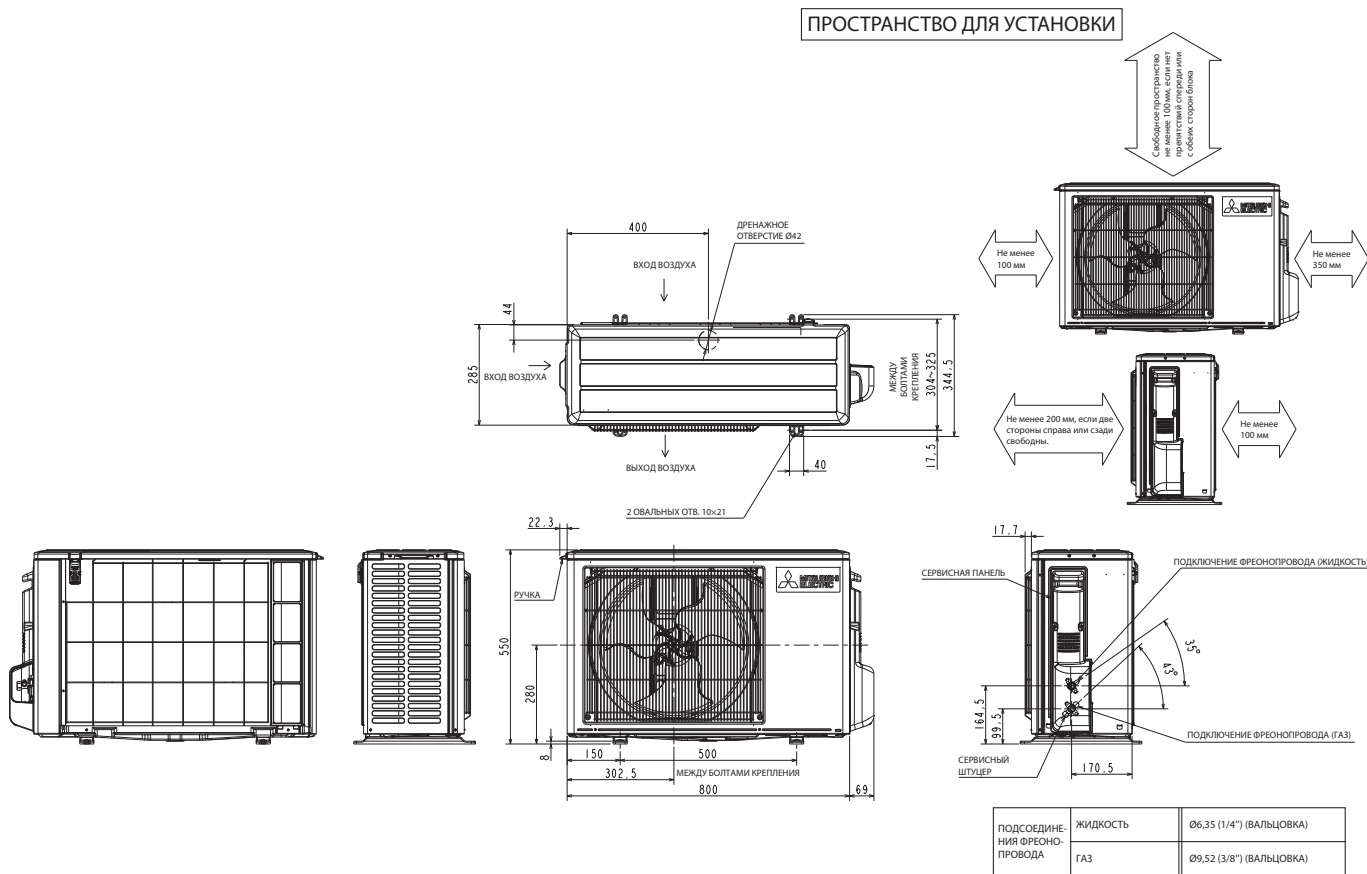 ПРОСТРАНСТВО ДЛЯ УСТАНОВКИ
Свободное пространство
не менее 100 мм, если нет
препятствий спереди или
с обеих сторон блока
MITSUBISHI
ELECTRIC
Не менее
100 мм
Не менее
350 мм
400
ДРЕНАЖНОЕ
ОТВЕРСТИЕ Ø42
ВХОД ВОЗДУХА
44
285
ВХОД ВОЗДУХА
МЕЖДУ
БОЛТАМИ
КРЕПЛЕНИЯ
304~325
344,5
17,5
40
ВЫХОД ВОЗДУХА
2 ОВАЛЬНЫХ ОТВ. 10×21
Не менее 200 мм, если две
стороны справа или сзади
свободны.
Не менее
100 мм
22,3
РУЧКА
MITSUBISHI
ELECTRIC
550
280
8
150
500
302,5
МЕЖДУ БОЛТАМИ КРЕПЛЕНИЯ
800
69
17,7
СЕРВИСНАЯ ПАНЕЛЬ
ПОДКЛЮЧЕНИЕ ФРЕОНОПРОВОДА (ЖИДКОСТЬ)
35°
43°
164,5
99,5
ПОДКЛЮЧЕНИЕ ФРЕОНОПРОВОДА (ГАЗ)
СЕРВИСНЫЙ
ШТУЦЕР
170,5
ПОДСОЕДИНЕ-
НИЯ ФРЕОНО-
ПРОВОДА
ЖИДКОСТЬ
Ø6,35 (1/4") (ВАЛЬЦОВКА)
ГАЗ
Ø9,52 (3/8") (ВАЛЬЦОВКА)